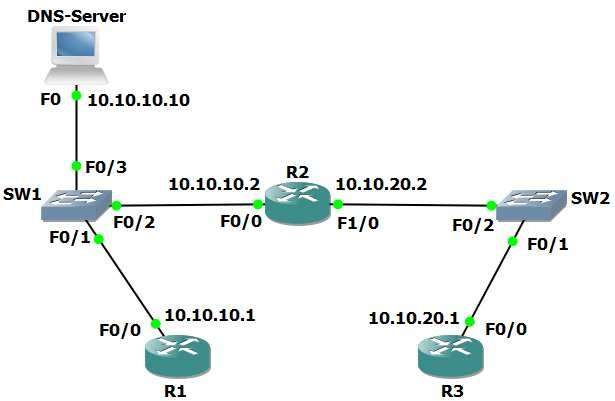 DNS-Server
F0
10.10.10.10
F0/3
SW1
10.10.10.2
R2
10.10.20.2
SW2
F0/2
F0/0
F1/0
F0/2
F0/1
F0/1
10.10.10.1
10.10.20.1
F0/0
F0/0
R1
R3